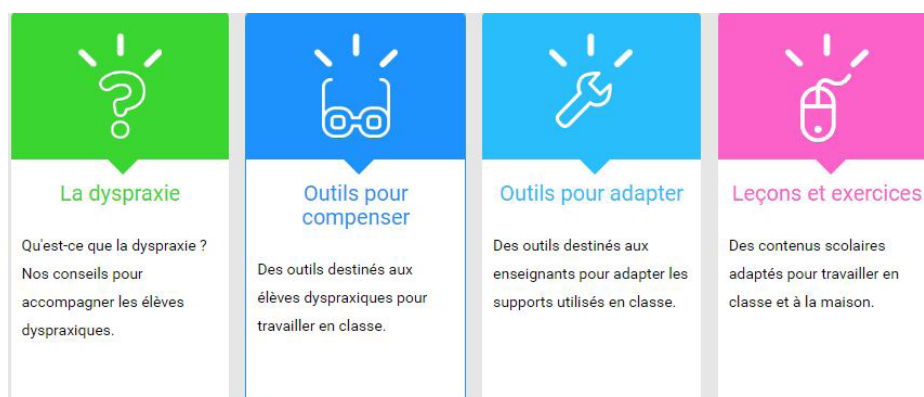 La dyspraxie
Qu'est-ce que la dyspraxie ?
Nos conseils pour
accompagner les élèves
dyspraxiques.
Outils pour
compenser
Des outils destinés aux
élèves dyspraxiques pour
travailler en classe.
Outils pour adapter
Des outils destinés aux
enseignants pour adapter les
supports utilisés en classe.
Leçons et exercices
Des contenus scolaires
adaptés pour travailler en
classe et à la maison.